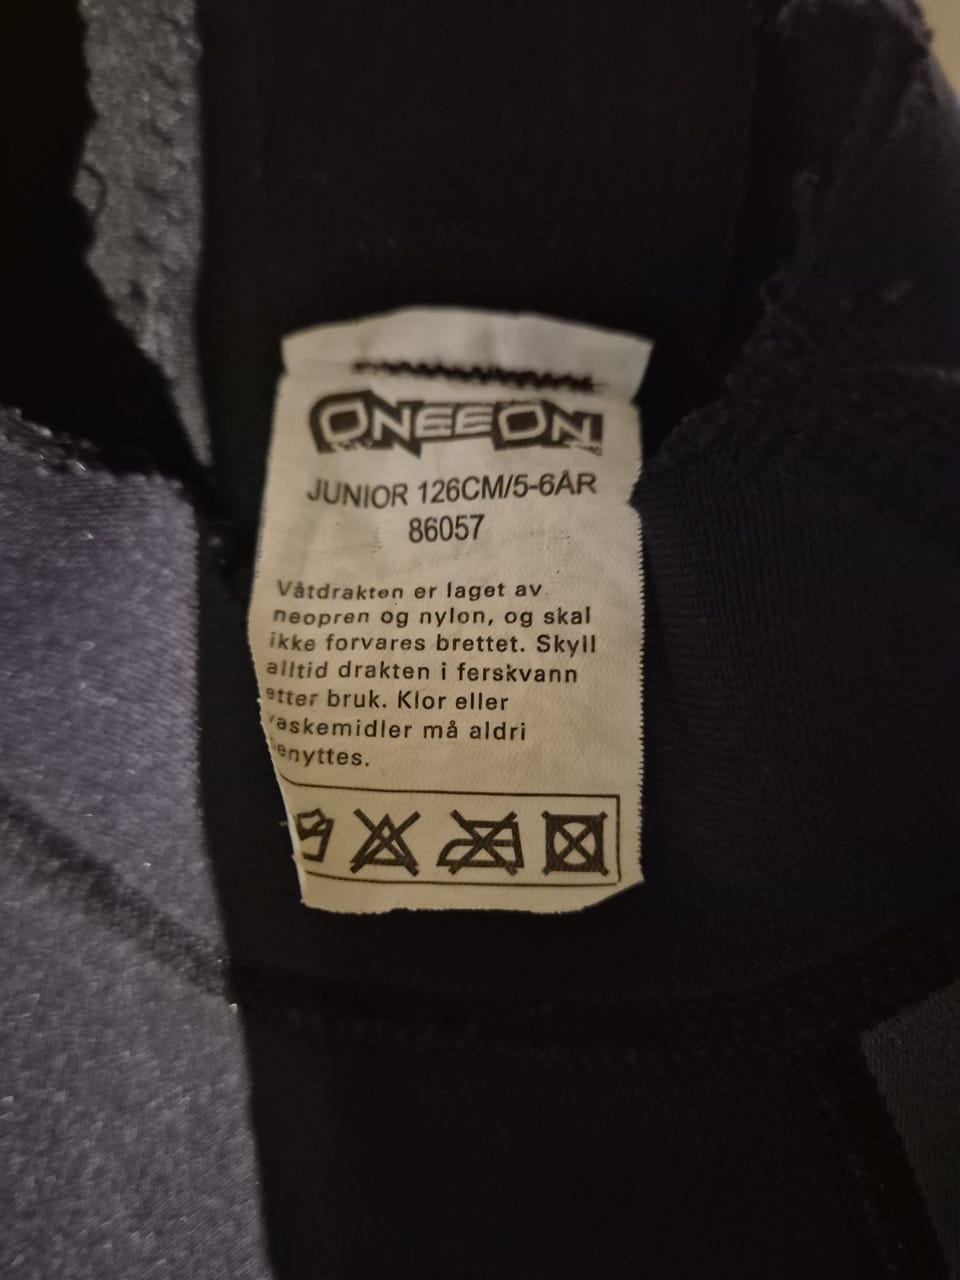 ONEEON
JUNIOR 126CM/5-6ÅR
86057
Våtdrakten er laget av
neopren og nylon, og skal
ikke forvares brettet. Skyll
alltid drakten i ferskvann
etter bruk. Klor eller
vaskemidler må aldri
benyttes.